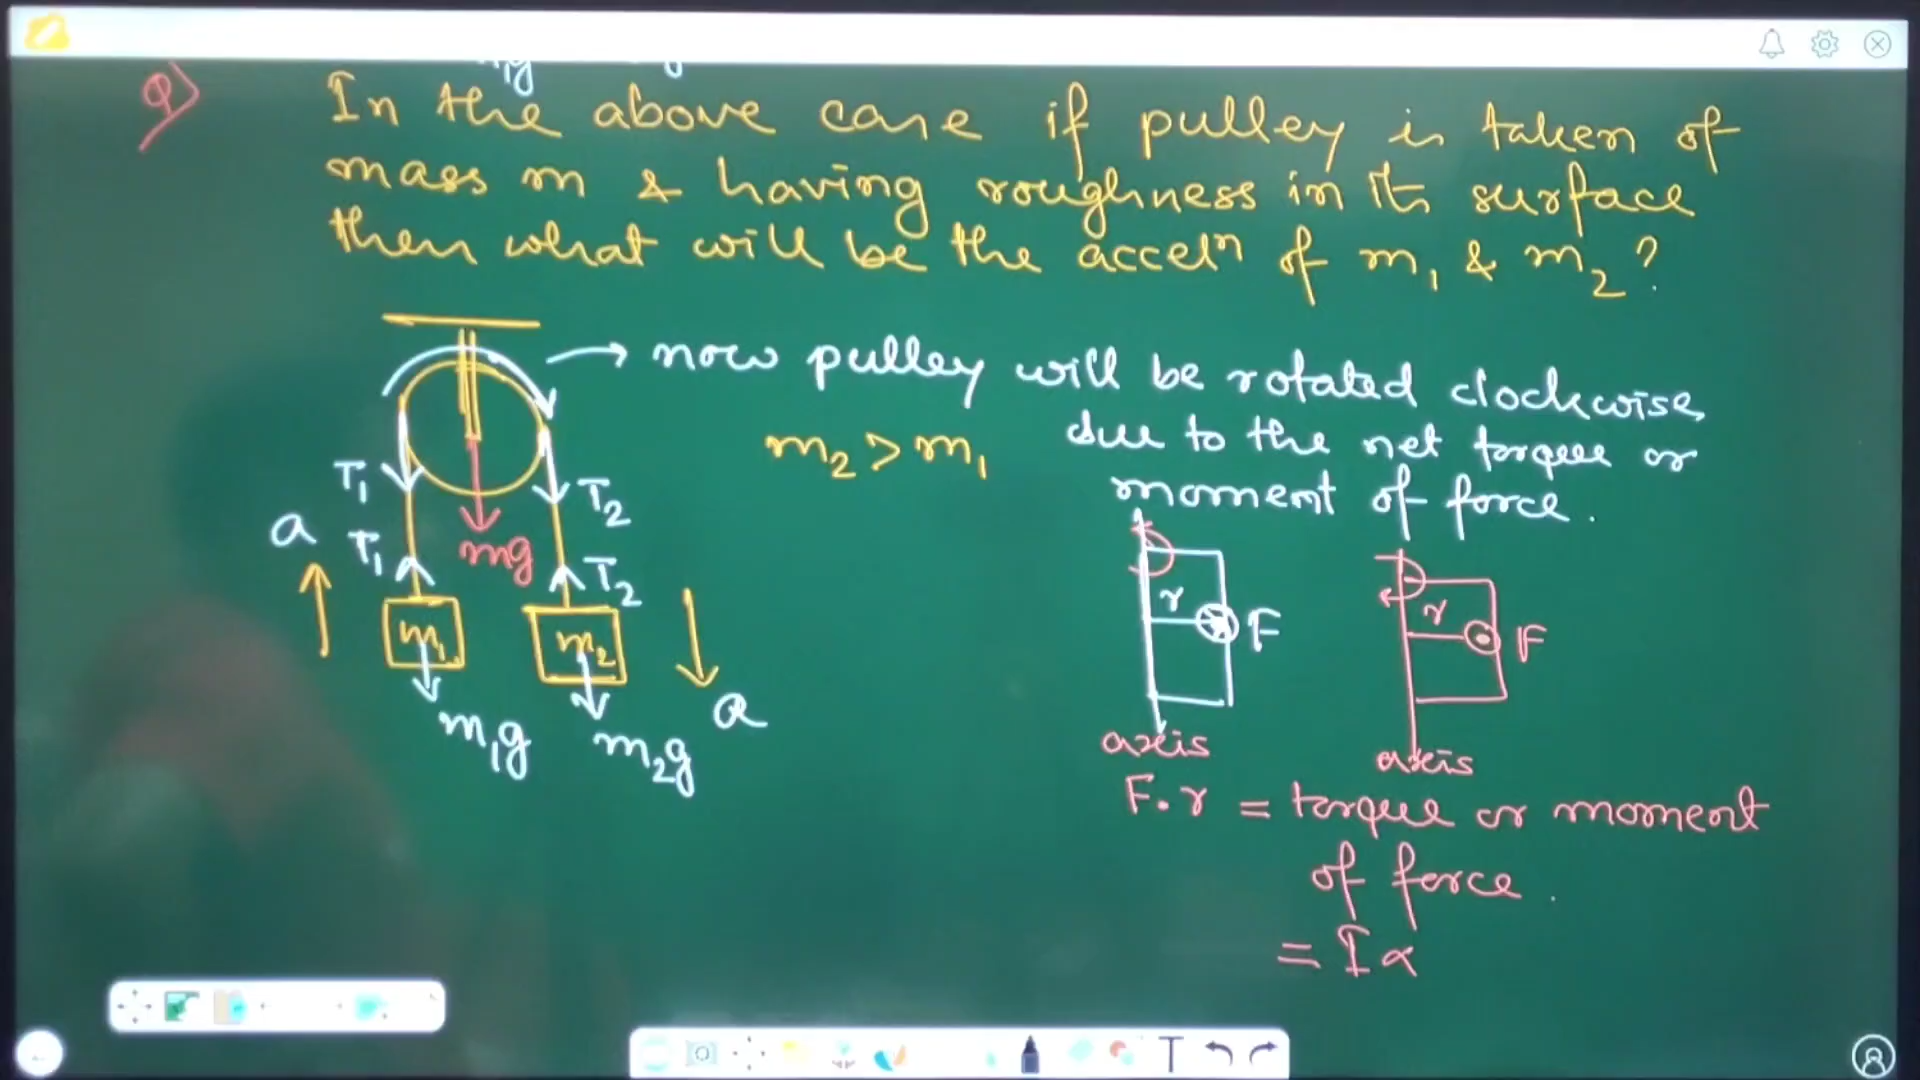 Q)
In the above case if pulley is taken of
mass m & having roughness in its surface
then what will be the acceln of m1 & m2?
→ now pulley will be rotated clockwise
due to the net torque or
moment of force.
m2 > m1
T1
T2
a
T1
mg
T2
m1
m2
a
m1g
m2g
r
F
r
F
axis
axis
F.r = torque or moment
of force.
= Iα
T